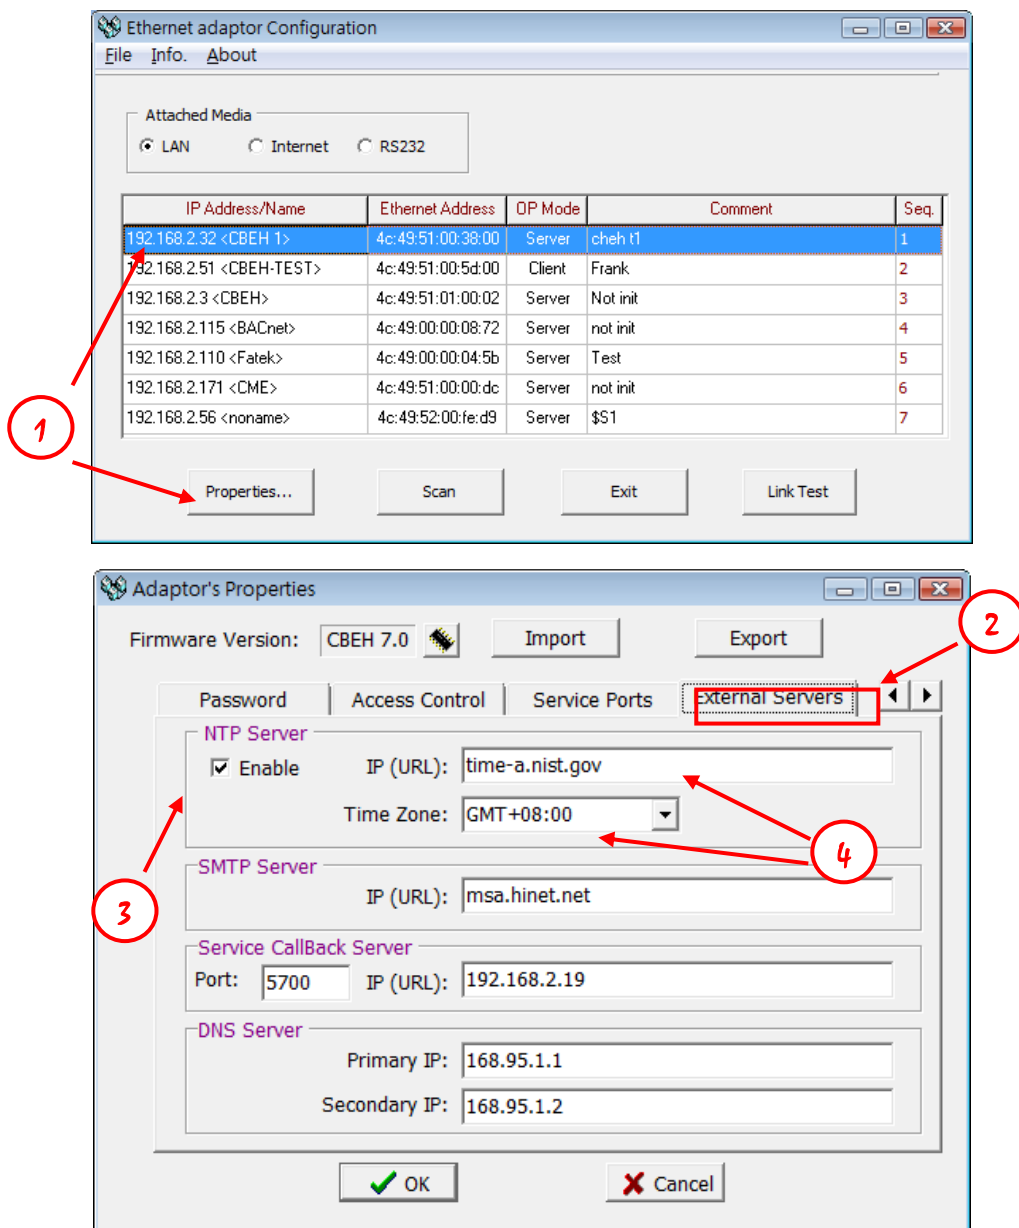 Ethernet adaptor Configuration
File Info. About
Attached Media
LAN Internet RS232
IP Address/Name Ethernet Address OP Mode Comment Seq.
192.168.2.32 <CBEH 1> 4c:49:51:00:38:00 Server cheh t1 1
192.168.2.51 <CBEH-TEST> 4c:49:51:00:5d:00 Client Frank 2
192.168.2.3 <CBEH> 4c:49:51:01:00:02 Server Not init 3
192.168.2.115 <BACnet> 4c:49:00:00:08:72 Server not init 4
192.168.2.110 <Fatek> 4c:49:00:00:04:5b Server Test 5
192.168.2.171 <CME> 4c:49:51:00:00:dc Server not init 6
192.168.2.56 <noname> 4c:49:52:00:fe:d9 Server $S1 7
1
Properties... Scan Exit Link Test
Adaptor's Properties
2
Firmware Version: CBEH 7.0 Import Export
Password Access Control Service Ports External Servers
NTP Server
Enable IP (URL): time-a.nist.gov
Time Zone: GMT+08:00
4
SMTP Server
IP (URL): msa.hinet.net
3
Service CallBack Server
Port: 5700 IP (URL): 192.168.2.19
DNS Server
Primary IP: 168.95.1.1
Secondary IP: 168.95.1.2
OK Cancel